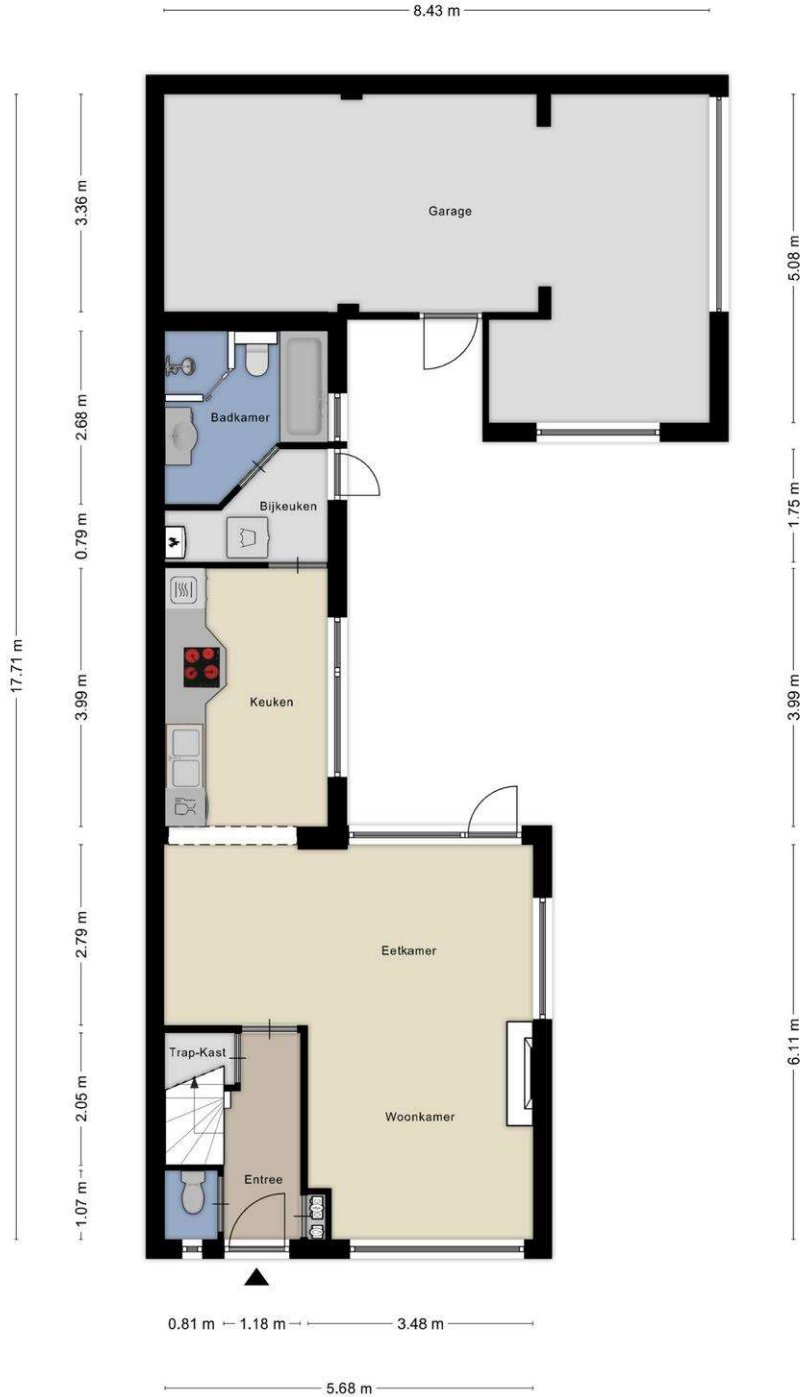 8.43 m
3.36 m
Garage
5.08 m
2.68 m
Badkamer
1.75 m
Bijkeuken
0.79 m
17.71 m
3.99 m
Keuken
3.99 m
2.79 m
Eetkamer
6.11 m
Trap-Kast
2.05 m
Woonkamer
Entree
1.07 m
0.81 m
1.18 m
3.48 m
5.68 m